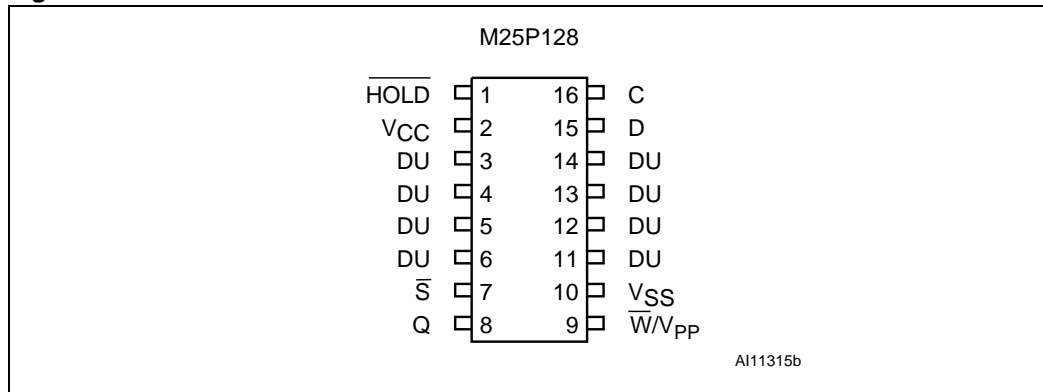 M25P128
HOLD 1 16 C
VCC 2 15 D
DU 3 14 DU
DU 4 13 DU
DU 5 12 DU
DU 6 11 DU
S 7 10 VSS
Q 8 9 W/VPP
AI11315b